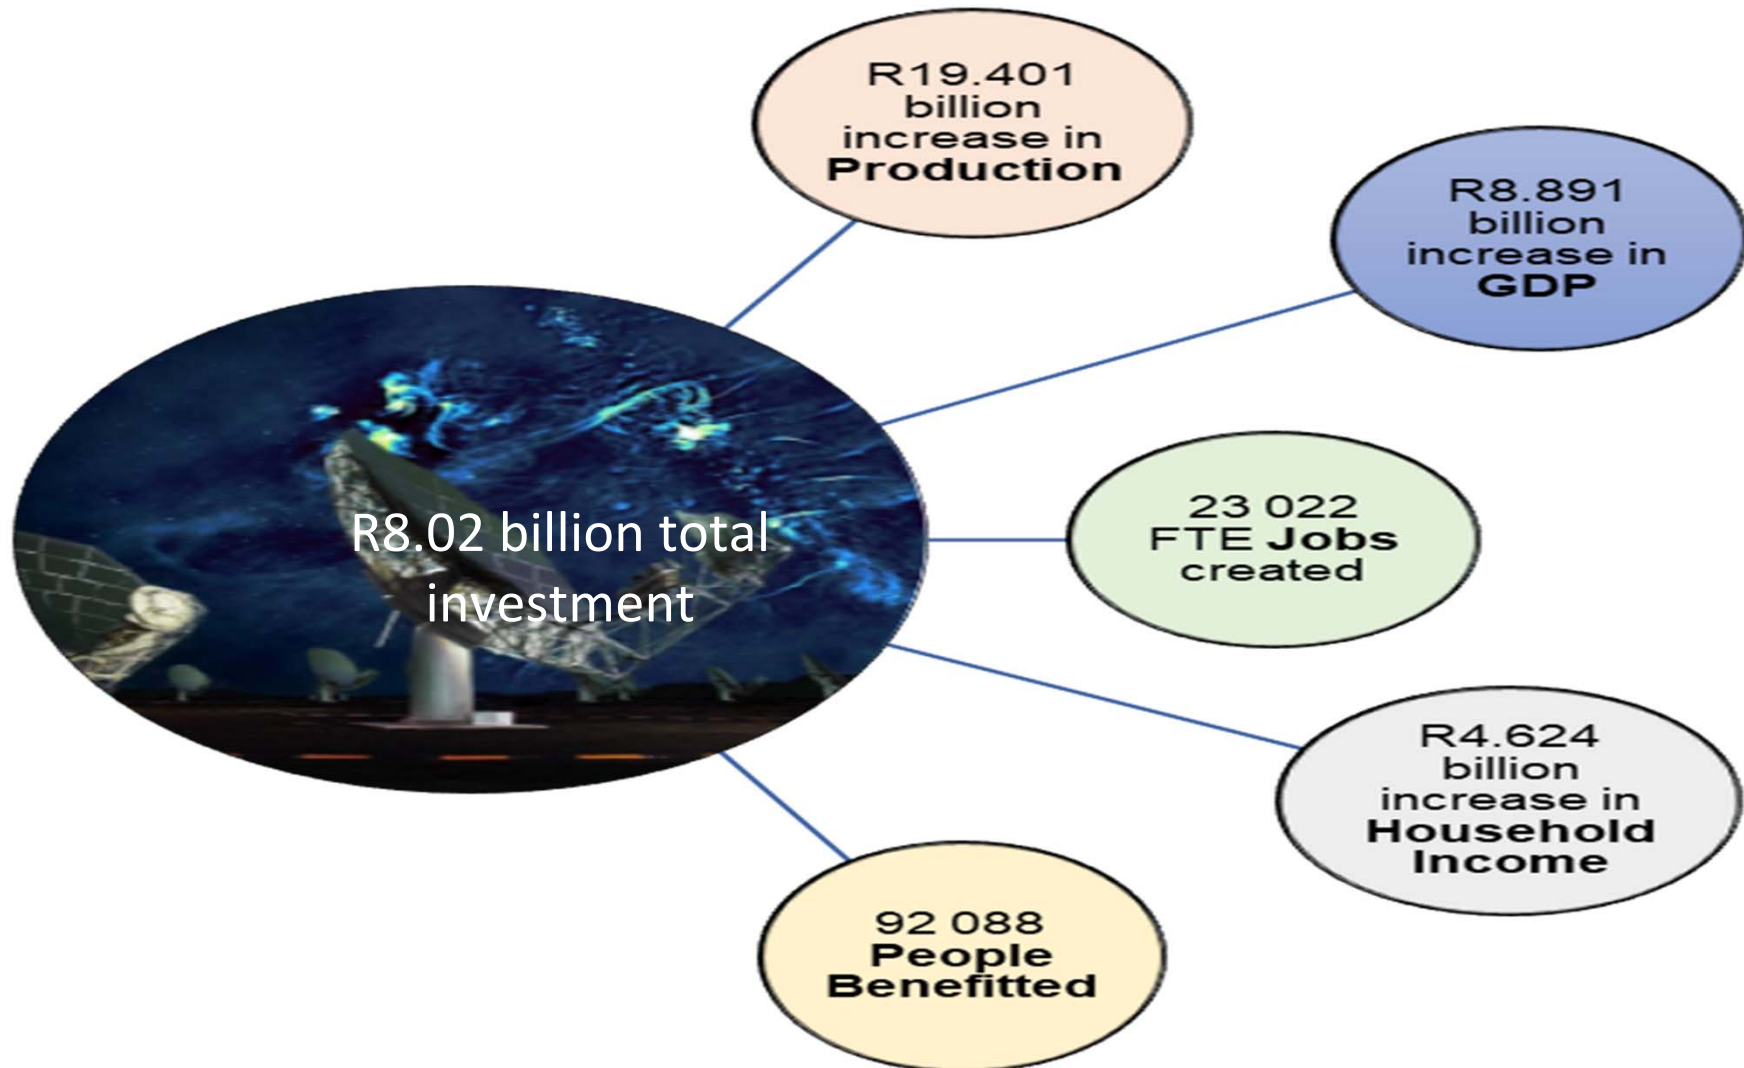 R19.401
billion
increase in
Production
R8.891
billion
increase in
GDP
R8.02 billion total
investment
23 022
FTE Jobs
created
R4.624
billion
increase in
Household
Income
92 088
People
Benefitted